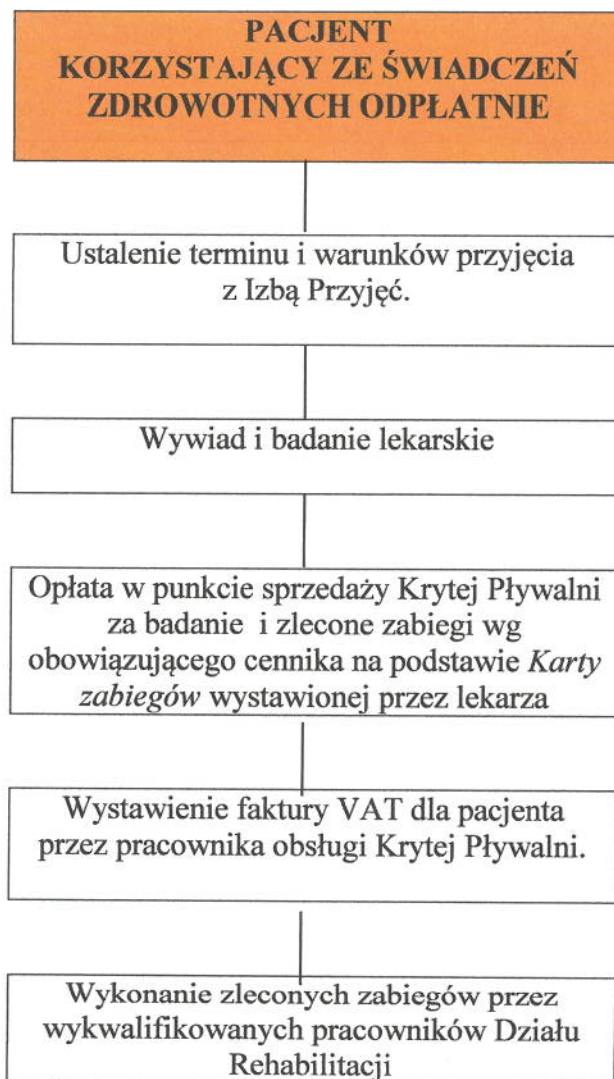 PACJENT
KORZYSTAJĄCY ZE ŚWIADCZEŃ
ZDROWOTNYCH ODPŁATNIE
Ustalenie terminu i warunków przyjęcia
z Izbą Przyjęć.
Wywiad i badanie lekarskie
Opłata w punkcie sprzedaży Krytej Pływalni
za badanie i zlecone zabiegi wg
obowiązującego cennika na podstawie Karty
zabiegów wystawionej przez lekarza
Wystawienie faktury VAT dla pacjenta
przez pracownika obsługi Krytej Pływalni.
Wykonanie zleconych zabiegów przez
wykwalifikowanych pracowników Działu
Rehabilitacji